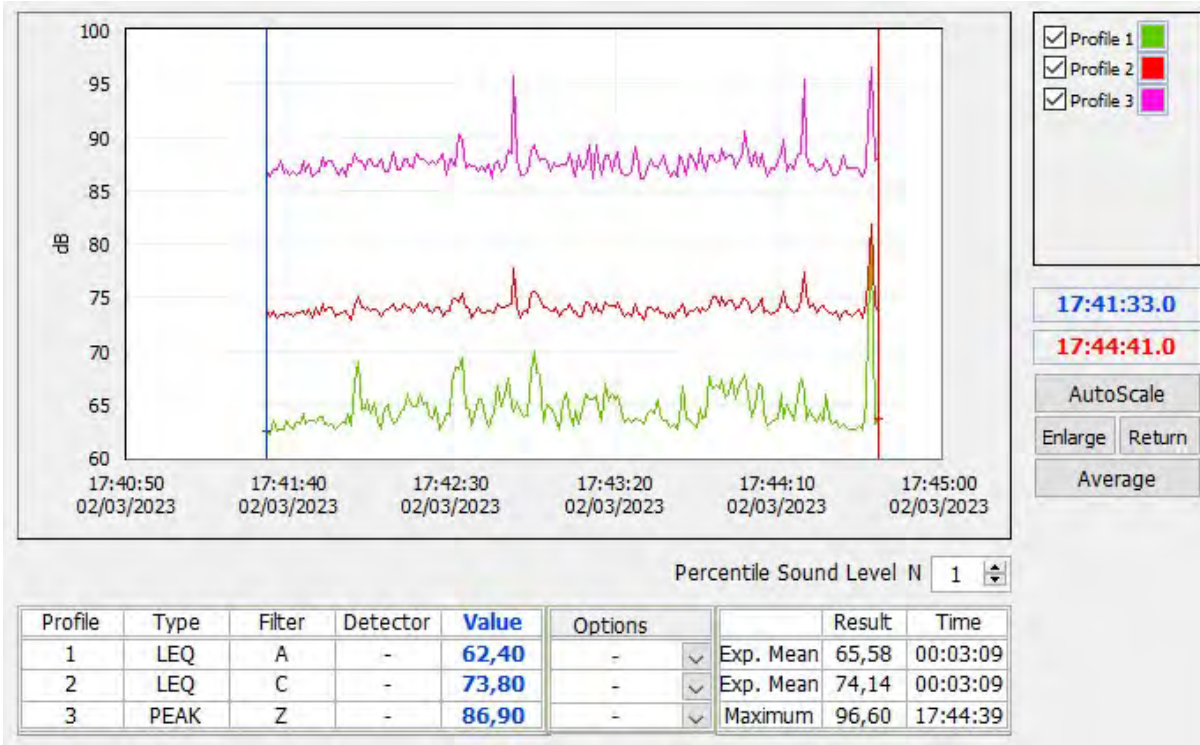 100
95
90
85
80
75
70
65
60
dB
17:40:50 17:41:40 17:42:30 17:43:20 17:44:10 17:45:00
02/03/2023 02/03/2023 02/03/2023 02/03/2023 02/03/2023 02/03/2023
Profile 1
Profile 2
Profile 3
17:41:33.0
17:44:41.0
AutoScale
Enlarge Return
Average
Percentile Sound Level N 1
Profile Type Filter Detector Value Options Result Time
1 LEQ A - 62,40 - Exp. Mean 65,58 00:03:09
2 LEQ C - 73,80 - Exp. Mean 74,14 00:03:09
3 PEAK Z - 86,90 - Maximum 96,60 17:44:39